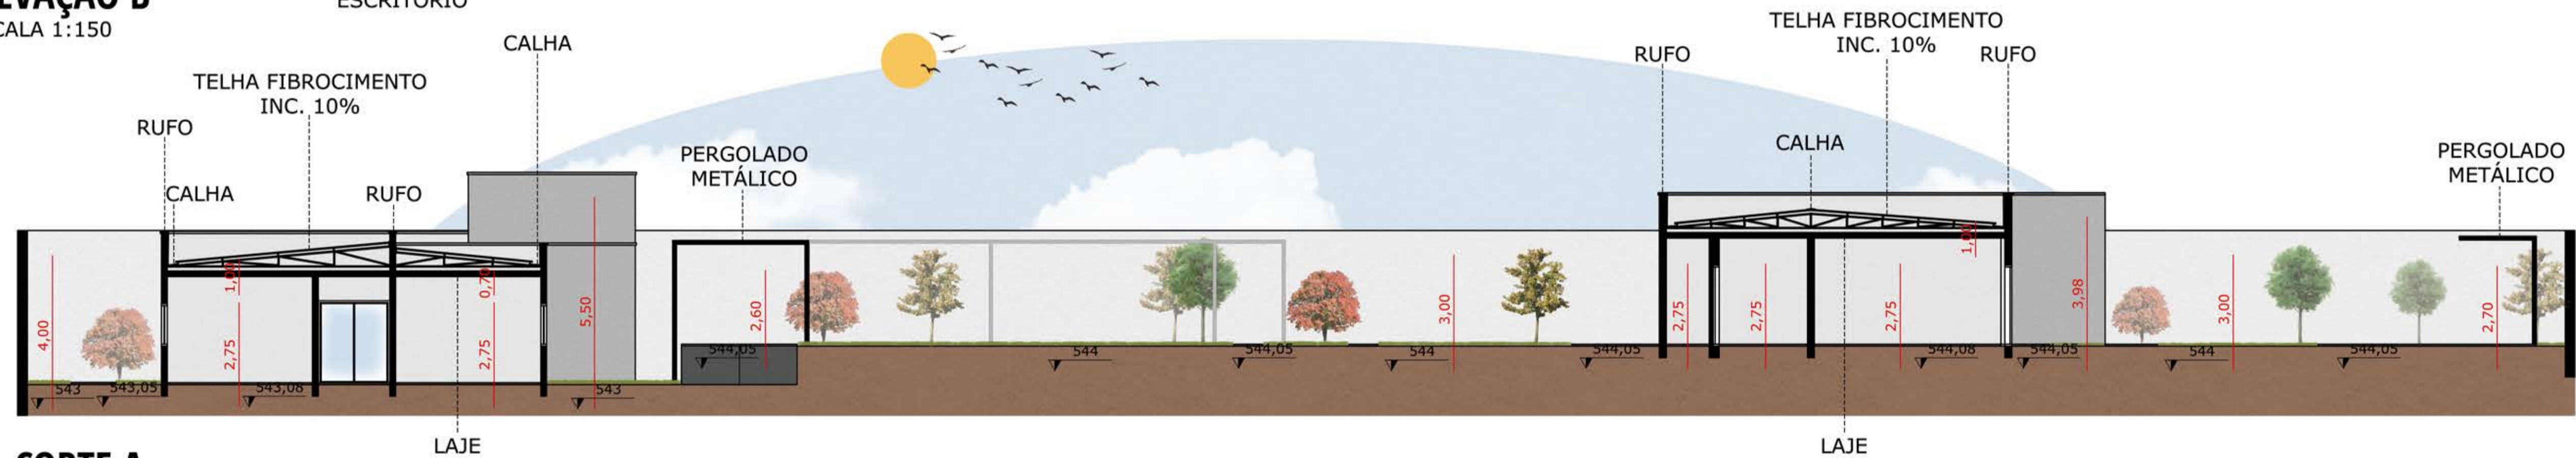 EVAÇÃO B
CALA 1:150
ESCRITÓRIO
CALHA
TELHA FIBROCIMENTO
INC. 10%
RUFO
CALHA
RUFO
PERGOLADO
METÁLICO
RUFO
TELHA FIBROCIMENTO
INC. 10%
RUFO
CALHA
PERGOLADO
METÁLICO
4,00
1,00
2,75
0,70
2,75
5,50
2,60
3,00
2,75
2,75
2,75
1,00
3,98
3,00
2,70
543
543,05
543,08
543
544,05
544
544,05
544
544,05
544,08
544,05
544
544,05
LAJE
LAJE
CORTE A